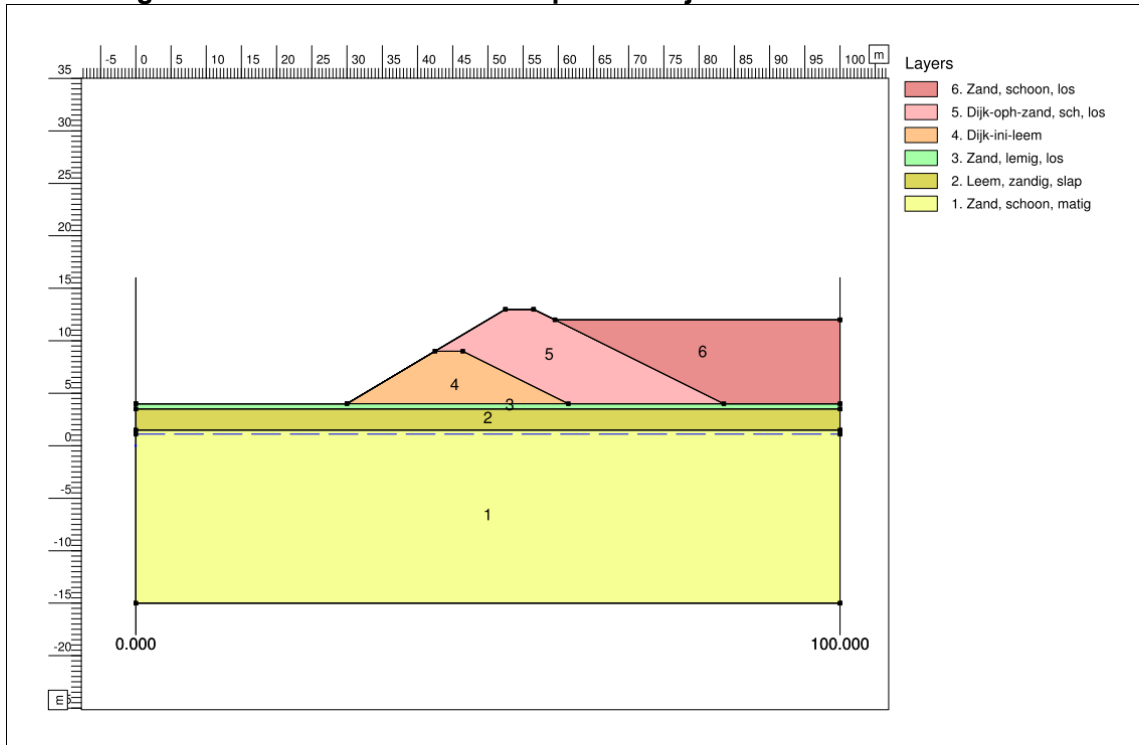 -5 0 5 10 15 20 25 30 35 40 45 50 55 60 65 70 75 80 85 90 95 100 m
35
30
25
20
15
10
5
0
-5
-10
-15
-20
m
6
5
4
3
2
1
0.000
100.000
Layers
6. Zand, schoon, los
5. Dijk-oph-zand, sch, los
4. Dijk-ini-leem
3. Zand, lemig, los
2. Leem, zandig, slap
1. Zand, schoon, matig